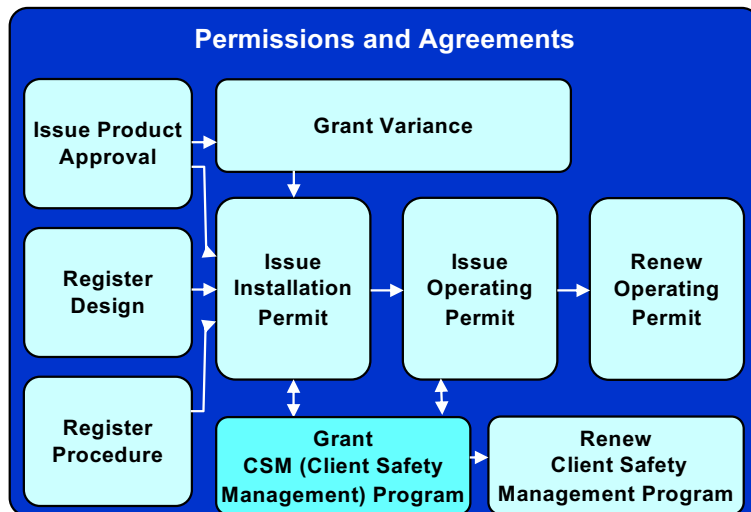 Permissions and Agreements
Issue Product
Approval
Grant Variance
Register
Design
Issue
Installation
Permit
Issue
Operating
Permit
Renew
Operating
Permit
Register
Procedure
Grant
CSM (Client Safety
Management) Program
Renew
Client Safety
Management Program